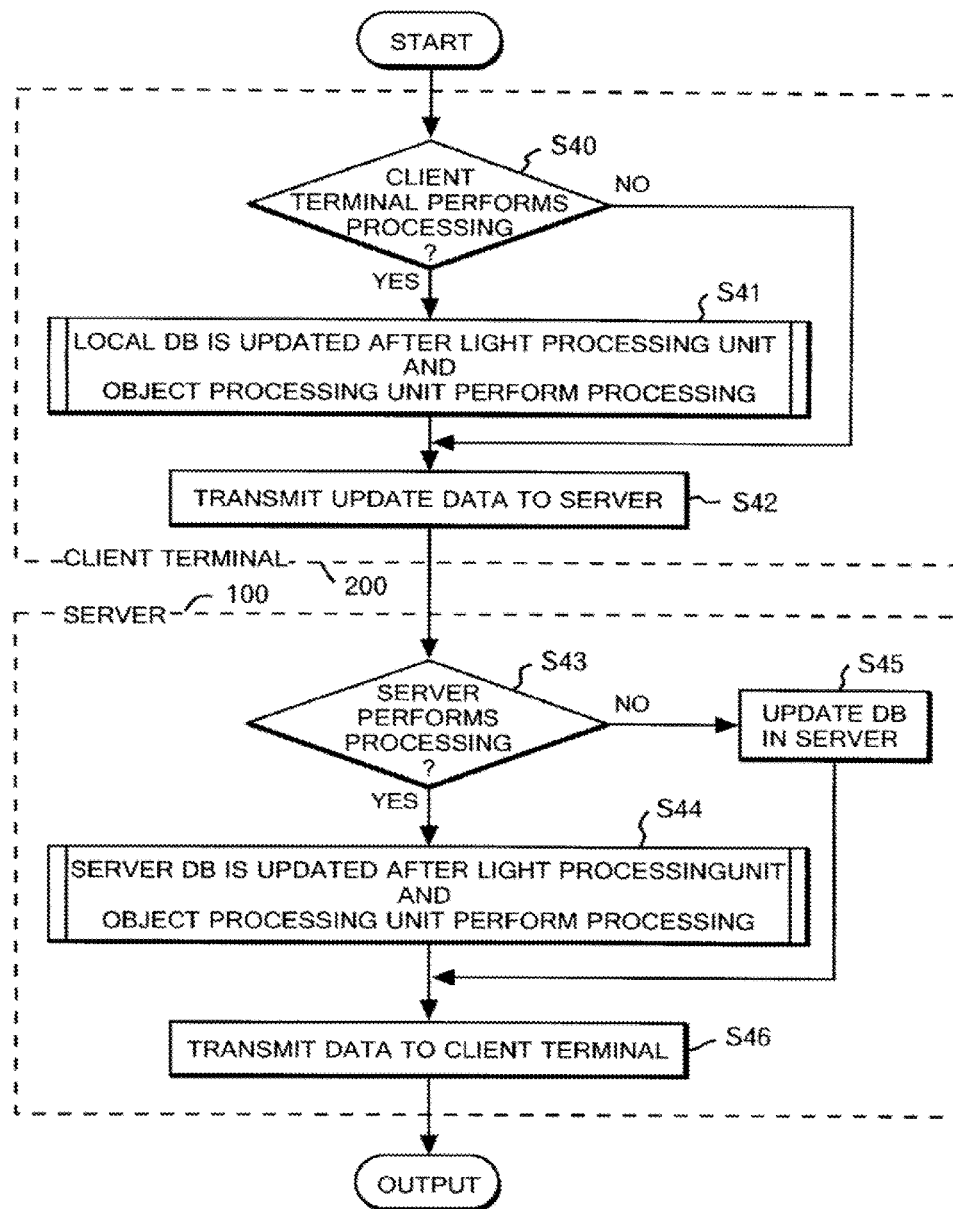 START
S40
CLIENT
TERMINAL PERFORMS
PROCESSING
?
NO
YES
S41
LOCAL DB IS UPDATED AFTER LIGHT PROCESSING UNIT
AND
OBJECT PROCESSING UNIT PERFORM PROCESSING
TRANSMIT UPDATE DATA TO SERVER
S42
CLIENT TERMINAL
200
100
SERVER
S43
SERVER
PERFORMS
PROCESSING
?
NO
YES
S45
UPDATE DB
IN SERVER
S44
SERVER DB IS UPDATED AFTER LIGHT PROCESSINGUNIT
AND
OBJECT PROCESSING UNIT PERFORM PROCESSING
TRANSMIT DATA TO CLIENT TERMINAL
S46
OUTPUT